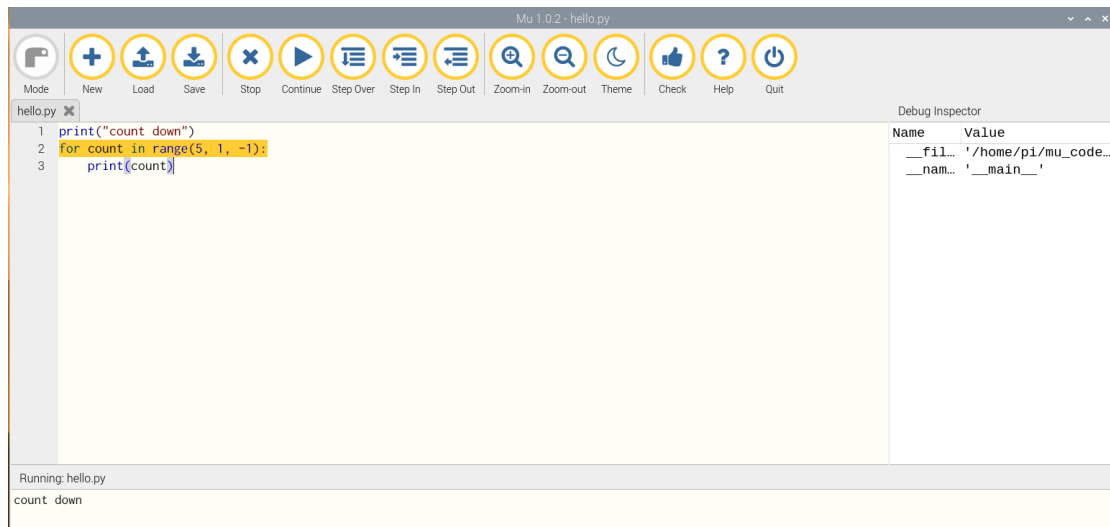 Mu 1.0.2 - hello.py
Mode New Load Save Stop Continue Step Over Step In Step Out Zoom-in Zoom-out Theme Check ? Help Quit
hello.py
Debug Inspector
1 print("count down")
2 for count in range(5, 1, -1):
3     print(count)
Name Value
__fil… '/home/pi/mu_code…
__nam… '__main__'
Running: hello.py
count down